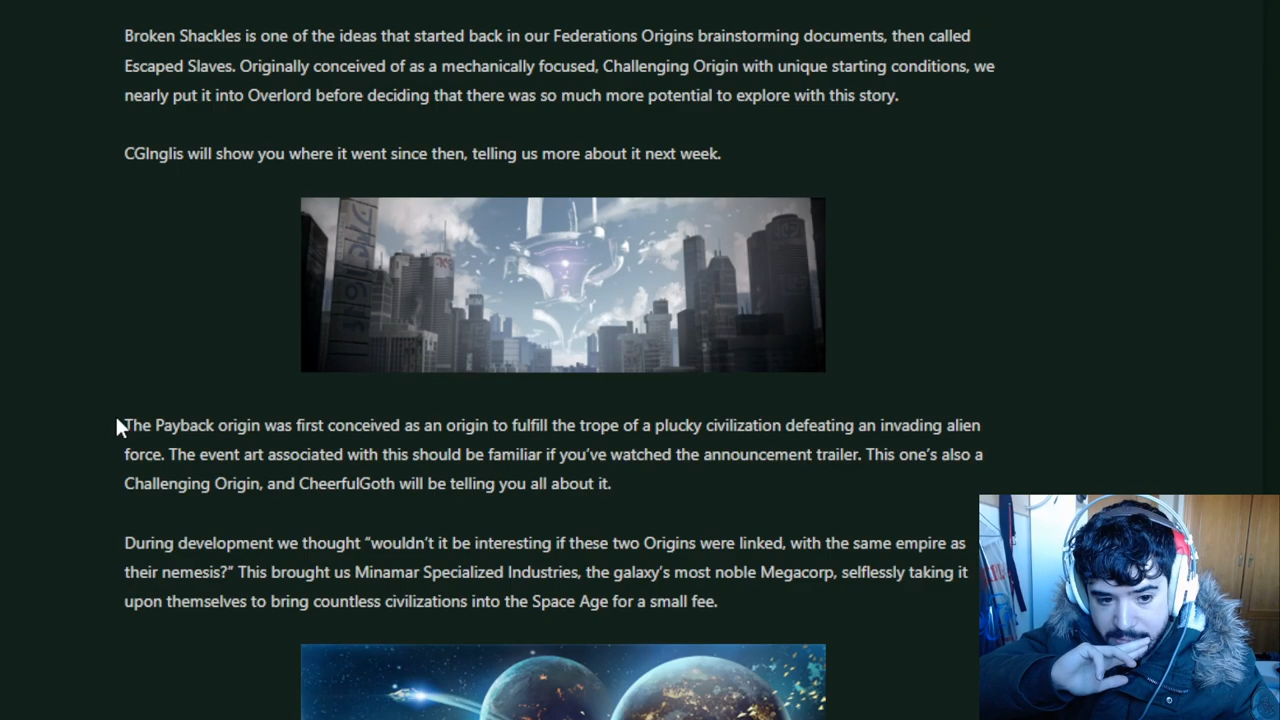 Broken Shackles is one of the ideas that started back in our Federations Origins brainstorming documents, then called
Escaped Slaves. Originally conceived of as a mechanically focused, Challenging Origin with unique starting conditions, we
nearly put it into Overlord before deciding that there was so much more potential to explore with this story.
CGInglis will show you where it went since then, telling us more about it next week.
The Payback origin was first conceived as an origin to fulfill the trope of a plucky civilization defeating an invading alien
force. The event art associated with this should be familiar if you’ve watched the announcement trailer. This one’s also a
Challenging Origin, and CheerfulGoth will be telling you all about it.
During development we thought “wouldn’t it be interesting if these two Origins were linked, with the same empire as
their nemesis?” This brought us Minamar Specialized Industries, the galaxy’s most noble Megacorp, selflessly taking it
upon themselves to bring countless civilizations into the Space Age for a small fee.